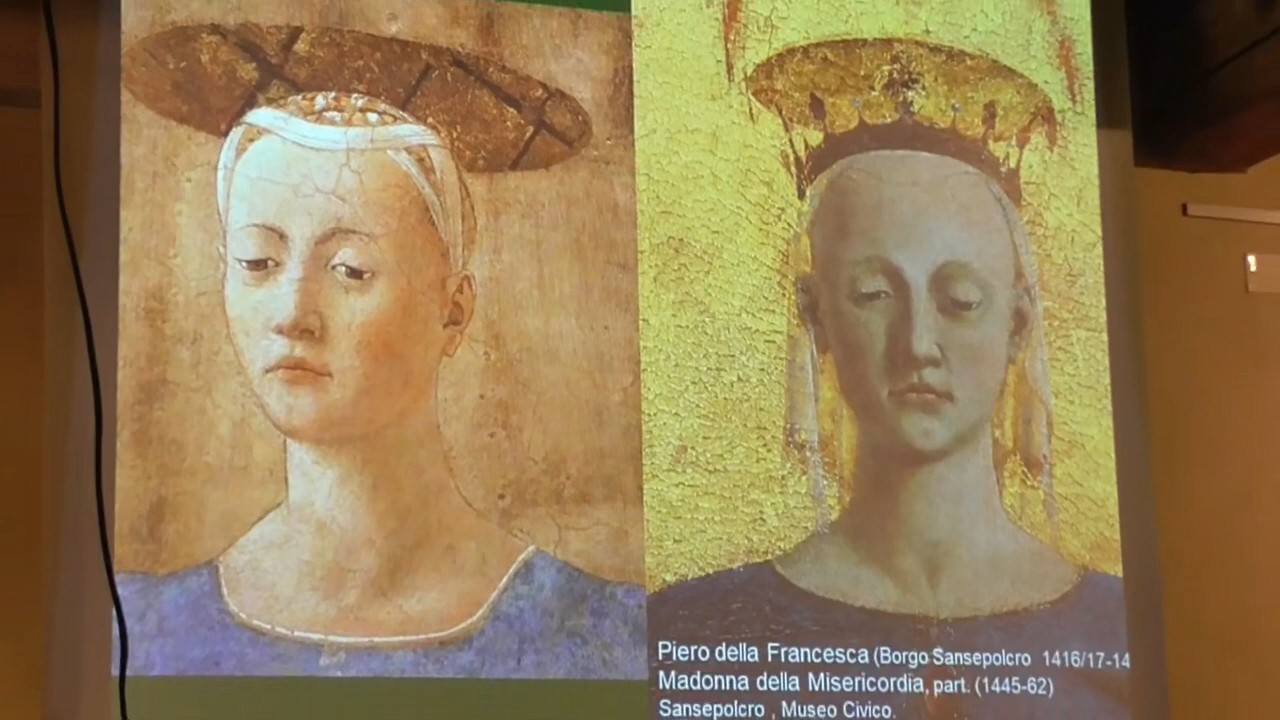 Piero della Francesca (Borgo Sansepolcro 1416/17-14
Madonna della Misericordia, part. (1445-62)
Sansepolcro , Museo Civico.